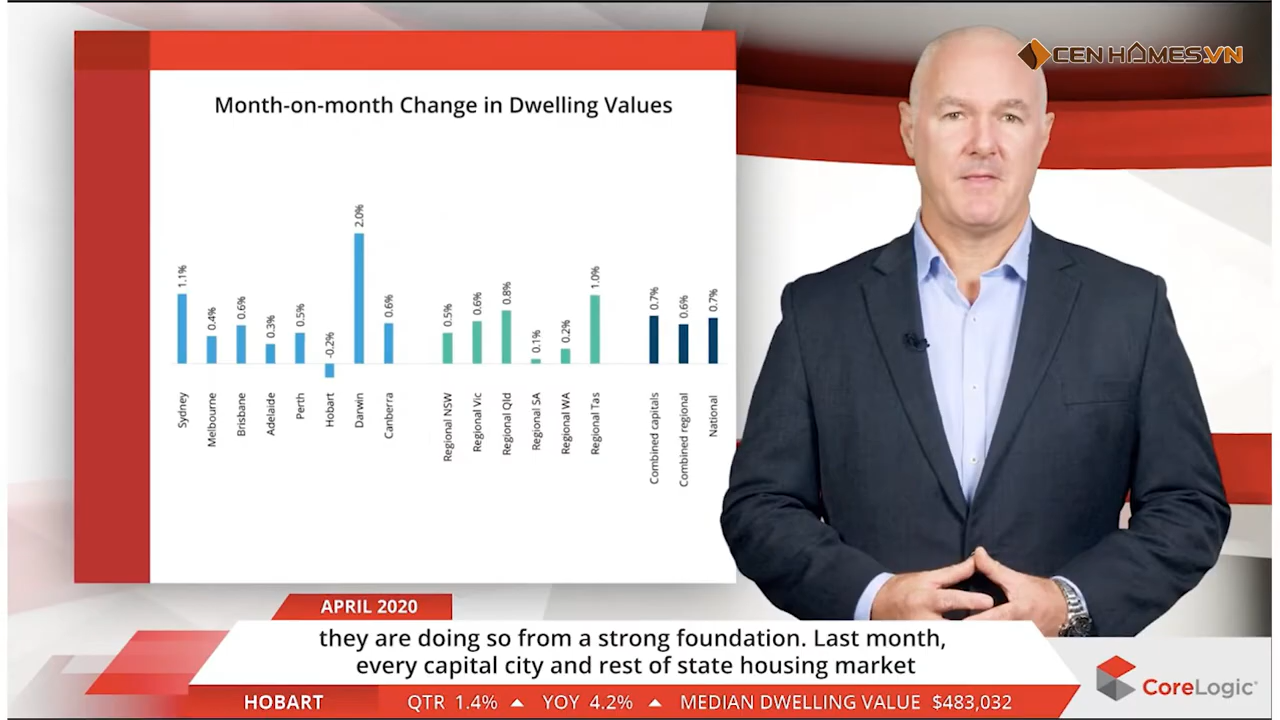 CENHOMES.VN
Month-on-month Change in Dwelling Values
1.1%
0.4%
0.6%
0.3%
0.5%
-0.2%
2.0%
0.6%
0.5%
0.6%
0.8%
0.1%
0.2%
1.0%
0.7%
0.6%
0.7%
Sydney
Melbourne
Brisbane
Adelaide
Perth
Hobart
Darwin
Canberra
Regional NSW
Regional Vic
Regional Qld
Regional SA
Regional WA
Regional Tas
Combined capitals
Combined regional
National
APRIL 2020
they are doing so from a strong foundation. Last month,
every capital city and rest of state housing market
HOBART QTR 1.4% YOY 4.2% MEDIAN DWELLING VALUE $483,032
CoreLogic